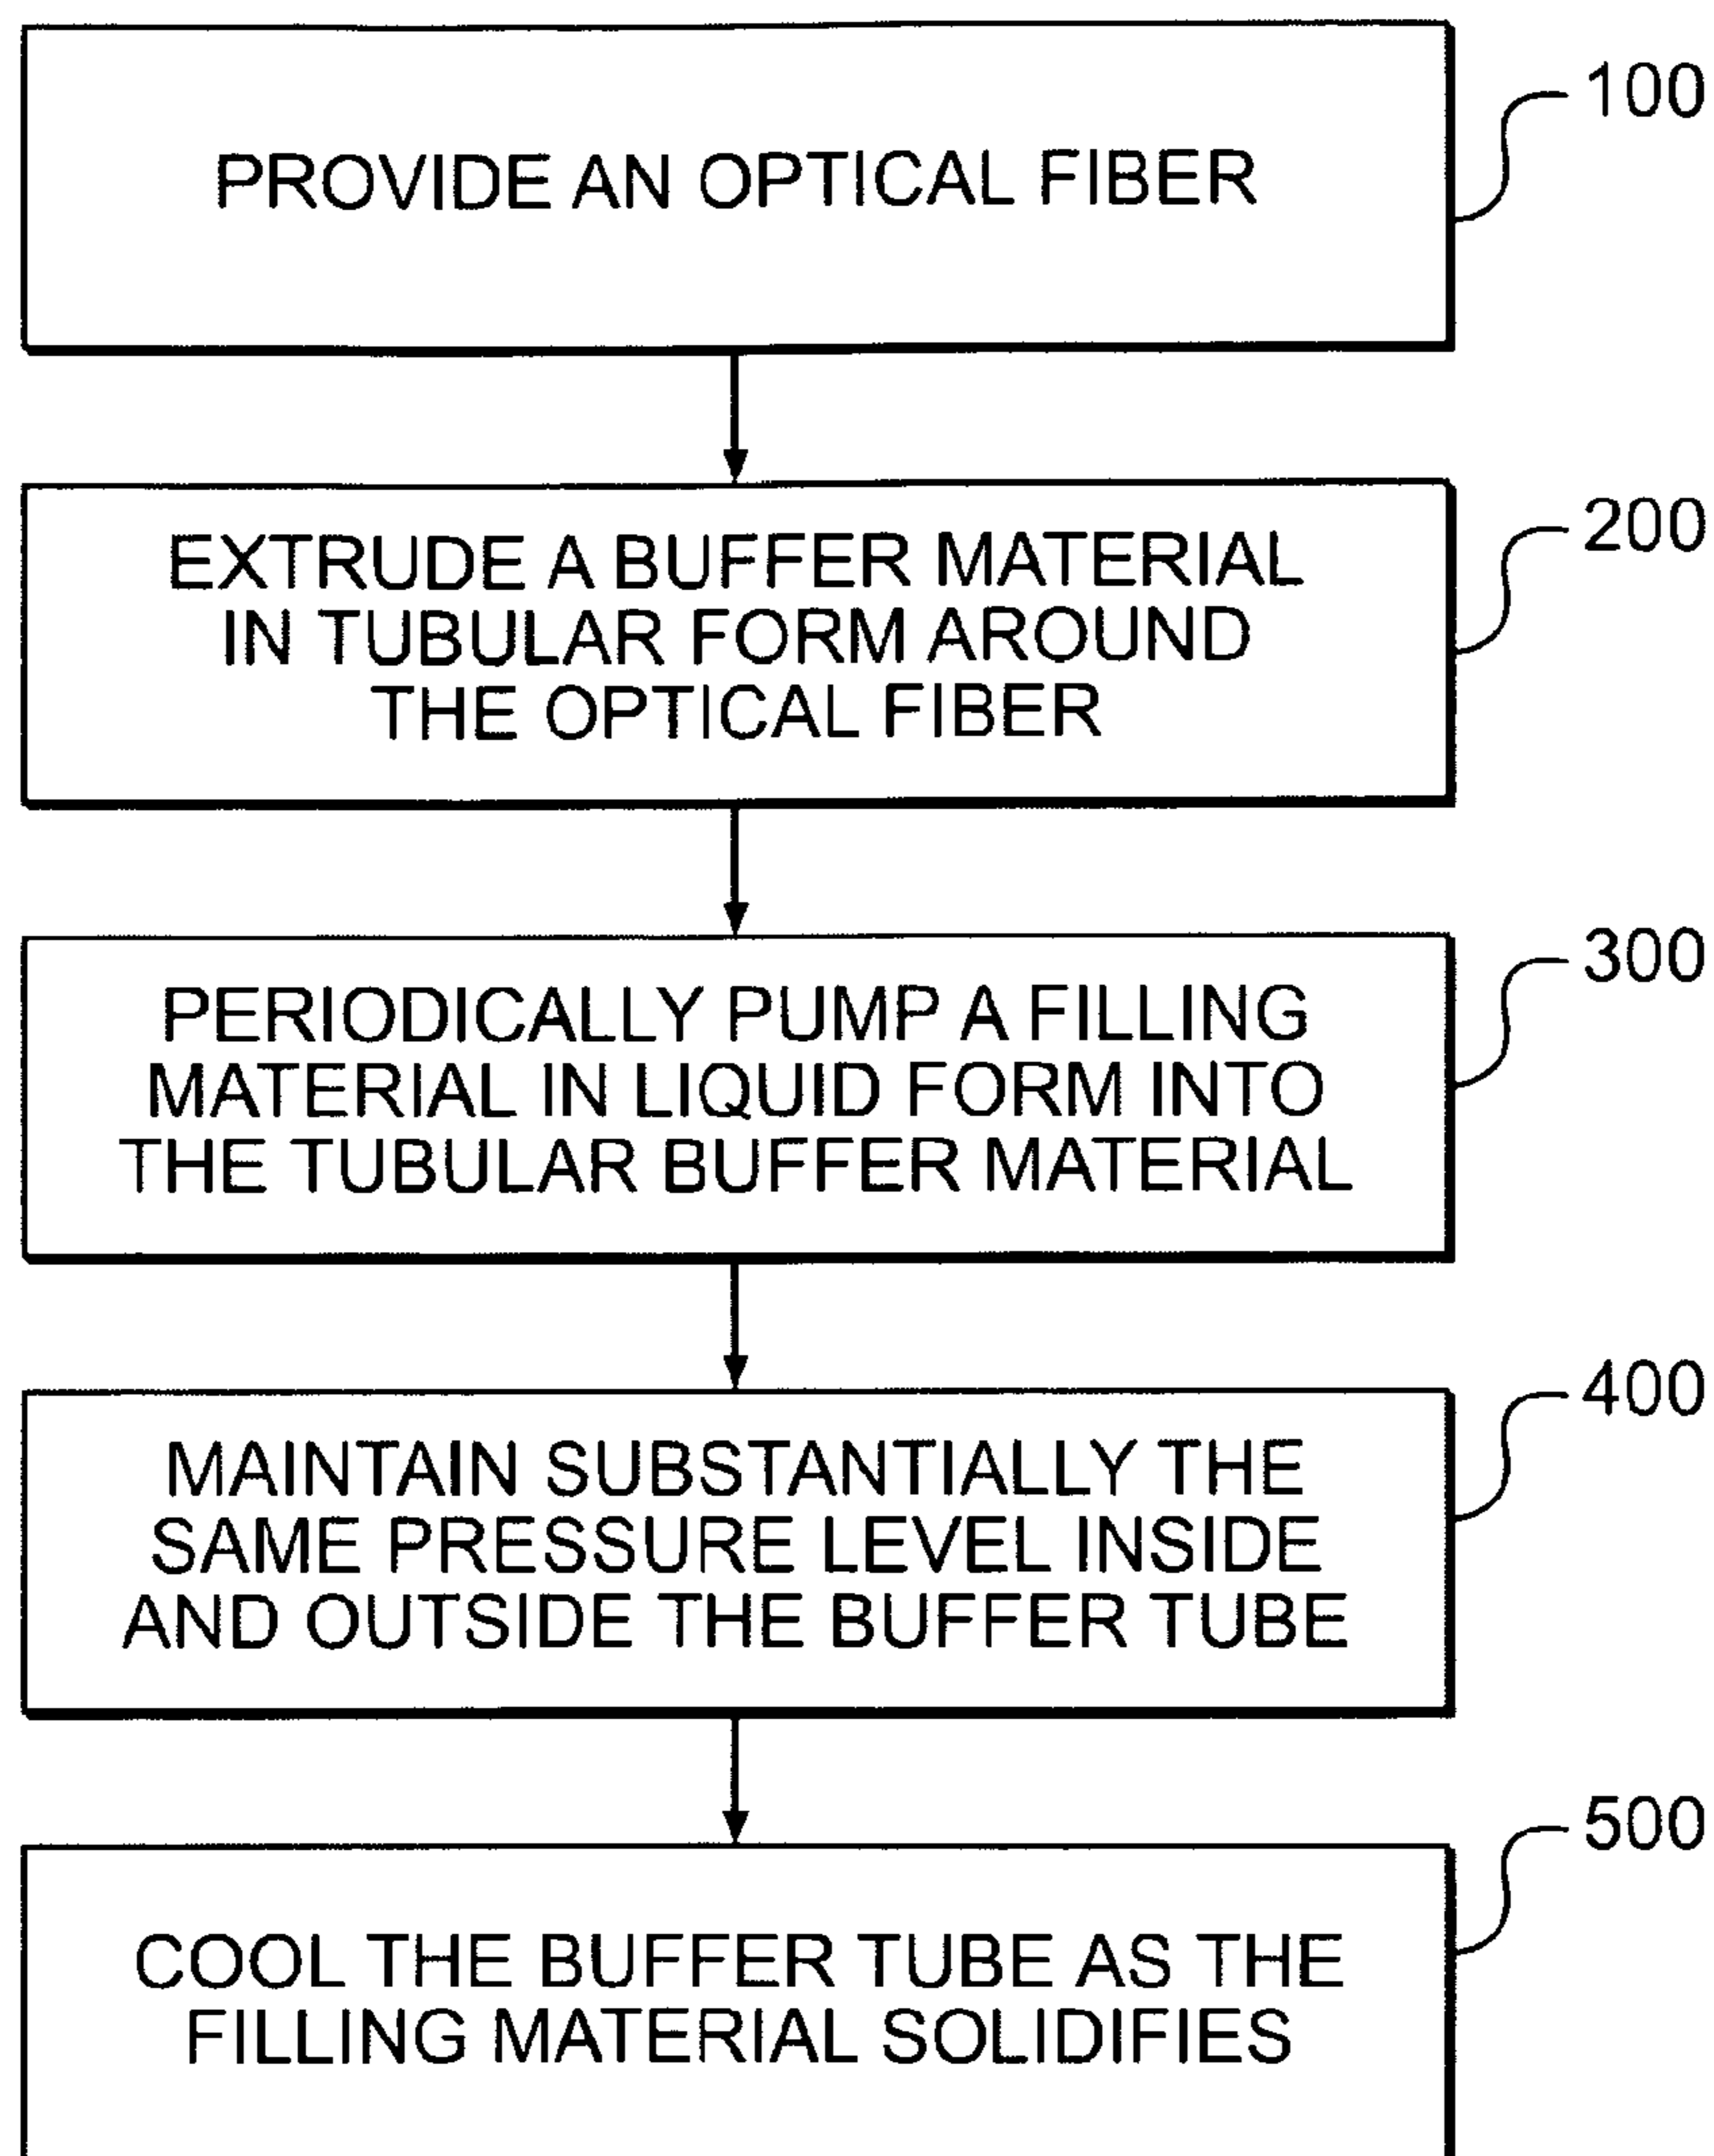 PROVIDE AN OPTICAL FIBER
100
EXTRUDE A BUFFER MATERIAL
IN TUBULAR FORM AROUND
THE OPTICAL FIBER
200
PERIODICALLY PUMP A FILLING
MATERIAL IN LIQUID FORM INTO
THE TUBULAR BUFFER MATERIAL
300
MAINTAIN SUBSTANTIALLY THE
SAME PRESSURE LEVEL INSIDE
AND OUTSIDE THE BUFFER TUBE
400
COOL THE BUFFER TUBE AS THE
FILLING MATERIAL SOLIDIFIES
500